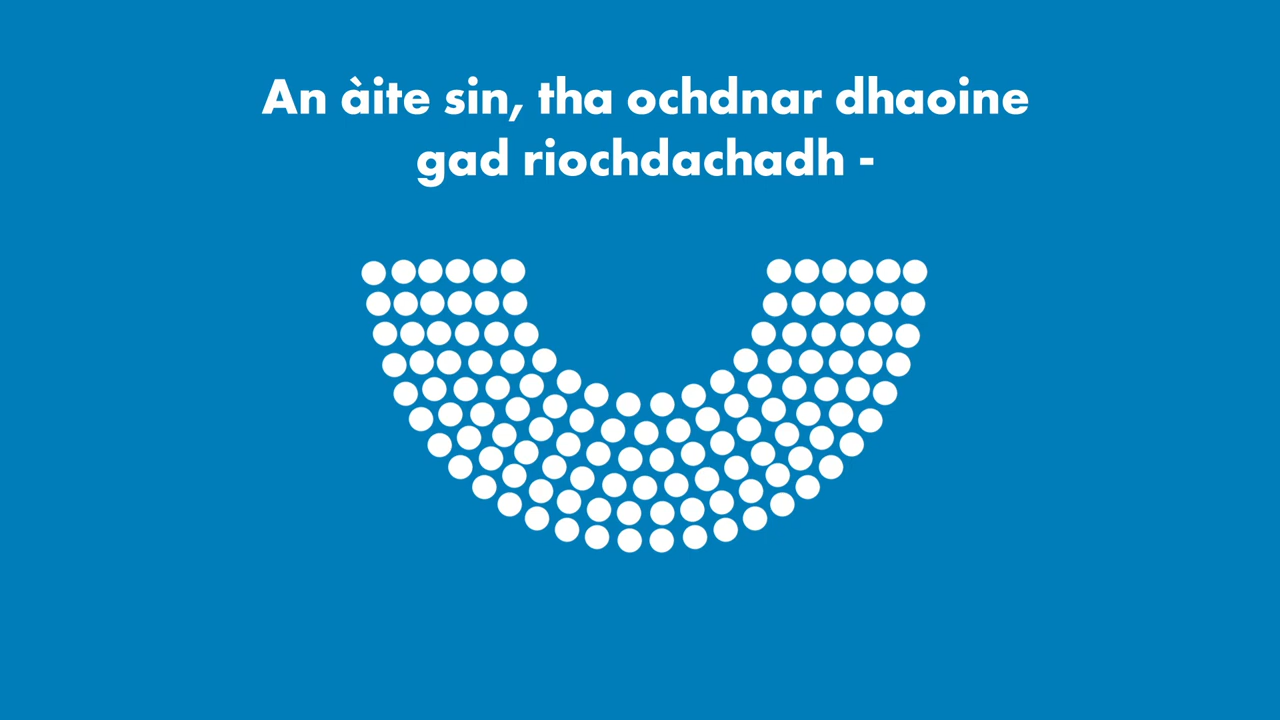 An àite sin, tha ochdnar dhaoine
gad riochdachadh -